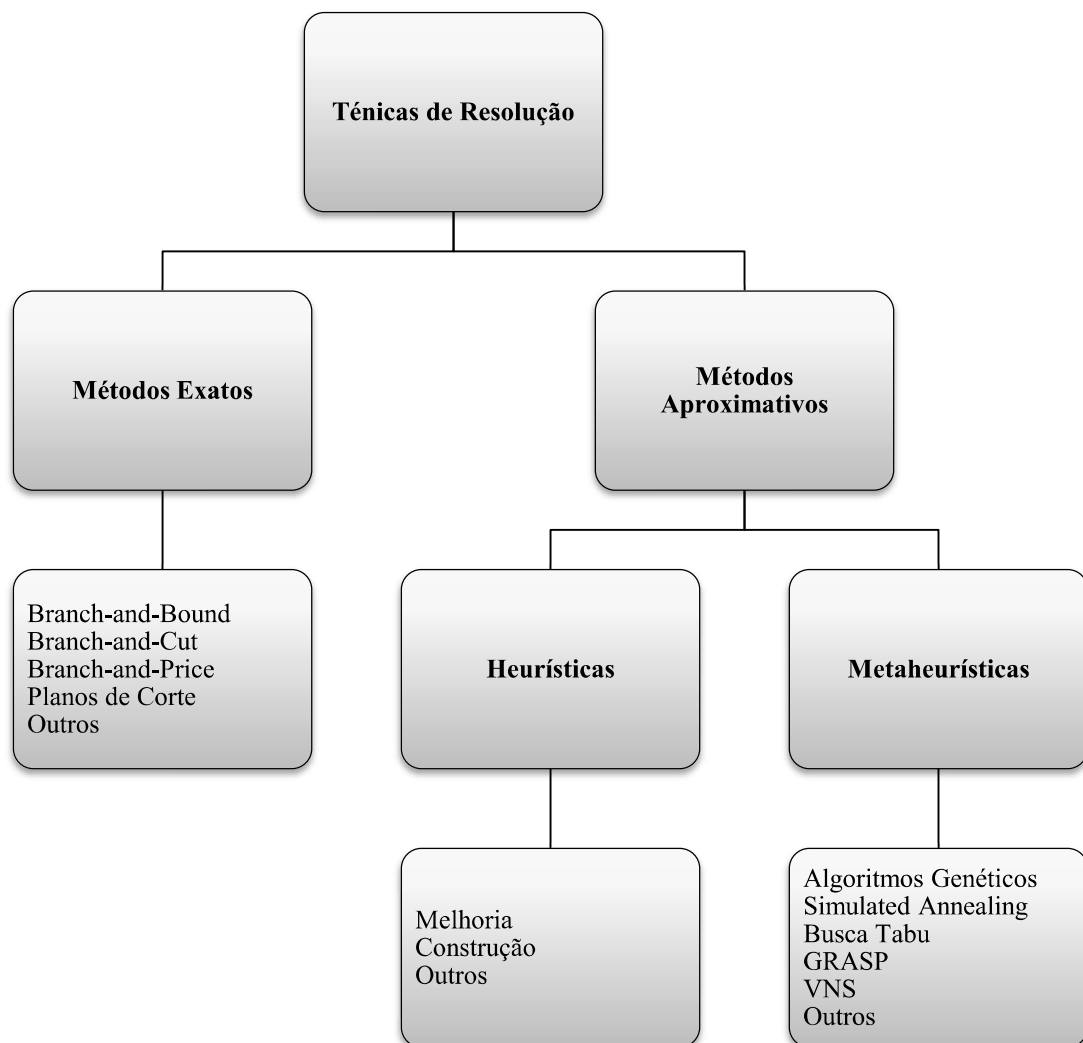 Ténicas de Resolução
Métodos Exatos
Métodos
Aproximativos
Branch-and-Bound
Branch-and-Cut
Branch-and-Price
Planos de Corte
Outros
Heurísticas
Metaheurísticas
Melhoria
Construção
Outros
Algoritmos Genéticos
Simulated Annealing
Busca Tabu
GRASP
VNS
Outros